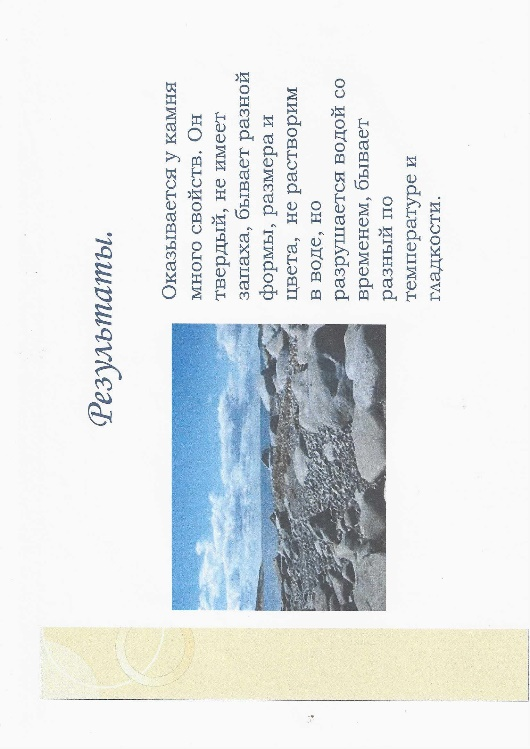 Результаты.
Оказывается у камня
много свойств. Он
твердый, не имеет
запаха, бывает разной
формы, размера и
цвета, не растворим
в воде, но
разрушается водой со
временем, бывает
разный по
температуре и
гладкости.